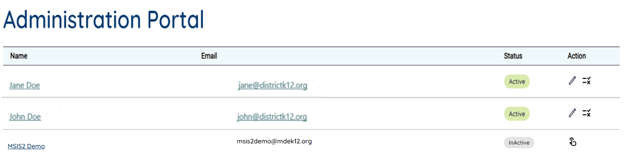 Administration Portal
Name Email Status Action
Jane Doe jane@districtk12.org Active
John Doe john@districtk12.org Active
MSIS2 Demo msis2demo@mdek12.org InActive